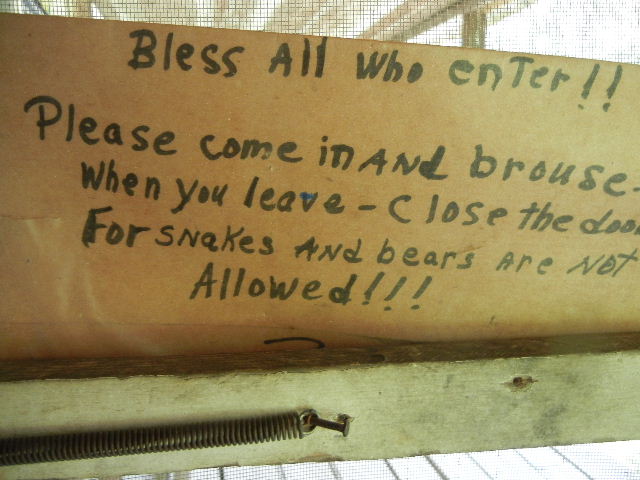 Bless All who enTer!!
Please come in ANd brouse-
when you leave - Close the door
For sNakes ANd bears are Not
Allowed!!!